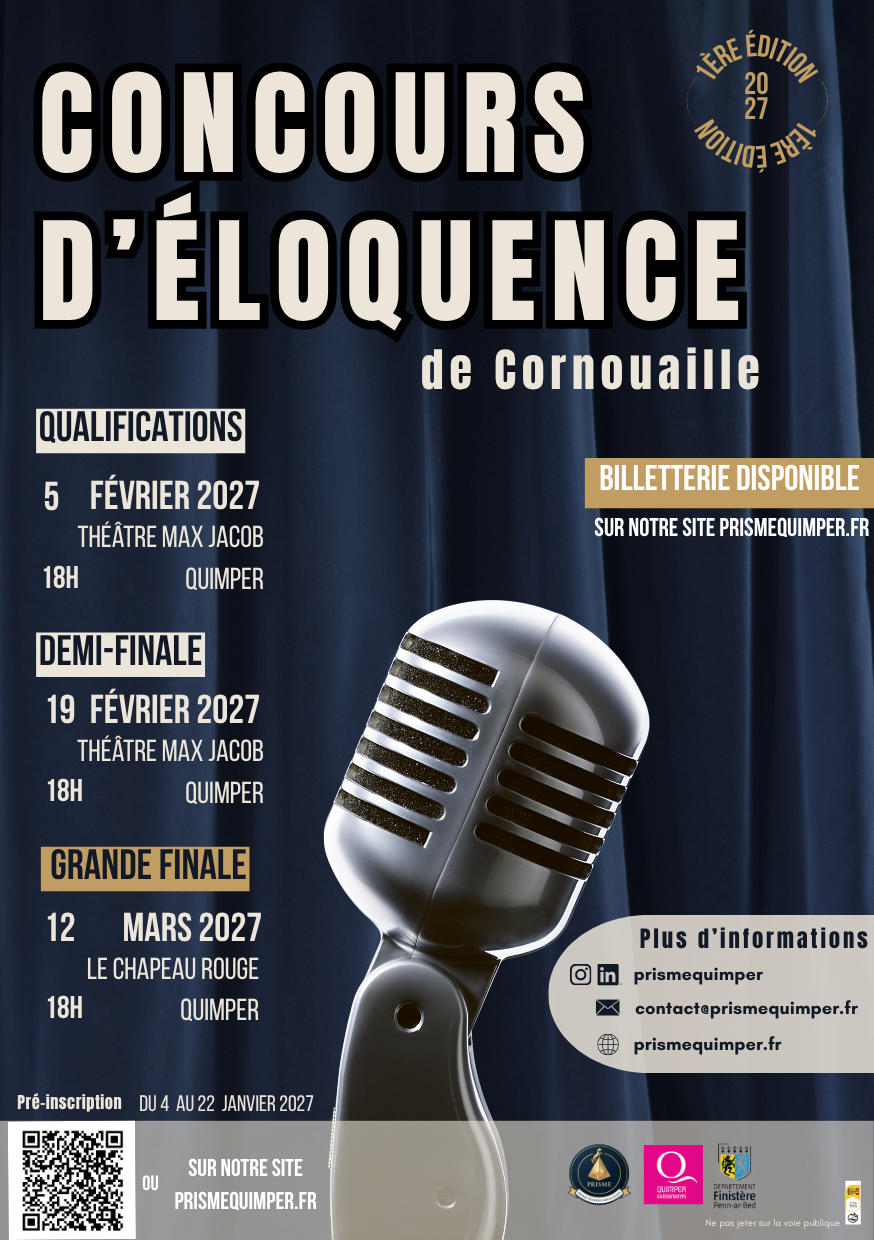 1ÈRE ÉDITION
20
27
1ÈRE ÉDITION
CONCOURS
D'ÉLOQUENCE
de Cornouaille
QUALIFICATIONS
5 FÉVRIER 2027
THÉÂTRE MAX JACOB
18H QUIMPER
BILLETTERIE DISPONIBLE
SUR NOTRE SITE PRISMEQUIMPER.FR
DEMI-FINALE
19 FÉVRIER 2027
THÉÂTRE MAX JACOB
18H QUIMPER
GRANDE FINALE
12 MARS 2027
LE CHAPEAU ROUGE
18H QUIMPER
Plus d'informations
prismequimper
contact@prismequimper.fr
prismequimper.fr
Pré-inscription DU 4 AU 22 JANVIER 2027
OU
SUR NOTRE SITE
PRISMEQUIMPER.FR
PRISME
QUIMPER
ÉVÉNEMENTS
DÉPARTEMENT
Finistère
Penn-ar-Bed
Ne pas jeter sur la voie publique